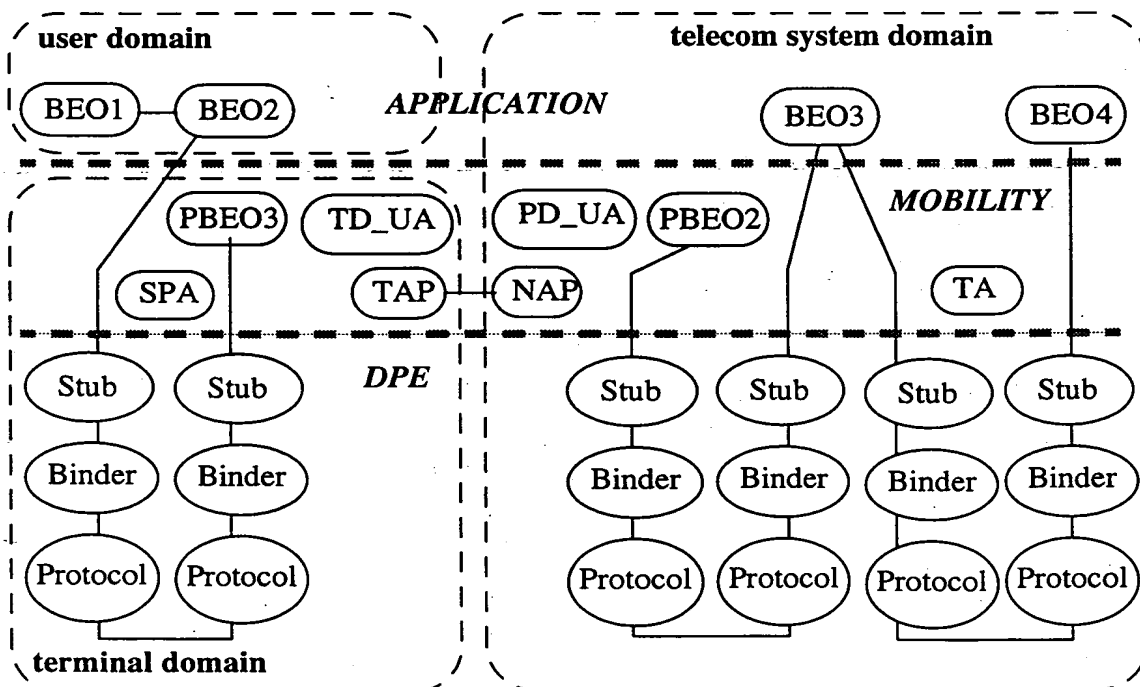 user domain
telecom system domain
BEO1
BEO2
APPLICATION
BEO3
BEO4
MOBILITY
PBEO3
TD_UA
PD_UA
PBEO2
SPA
TAP
NAP
TA
DPE
Stub
Stub
Stub
Stub
Stub
Stub
Binder
Binder
Binder
Binder
Binder
Binder
Protocol
Protocol
Protocol
Protocol
Protocol
Protocol
terminal domain